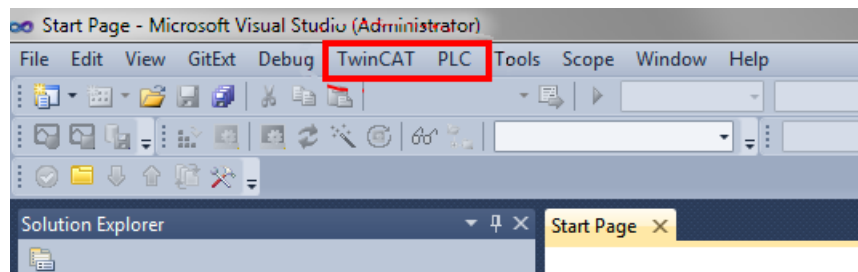 Start Page - Microsoft Visual Studio (Administrator)
File Edit View GitExt Debug TwinCAT PLC Tools Scope Window Help
Solution Explorer
Start Page